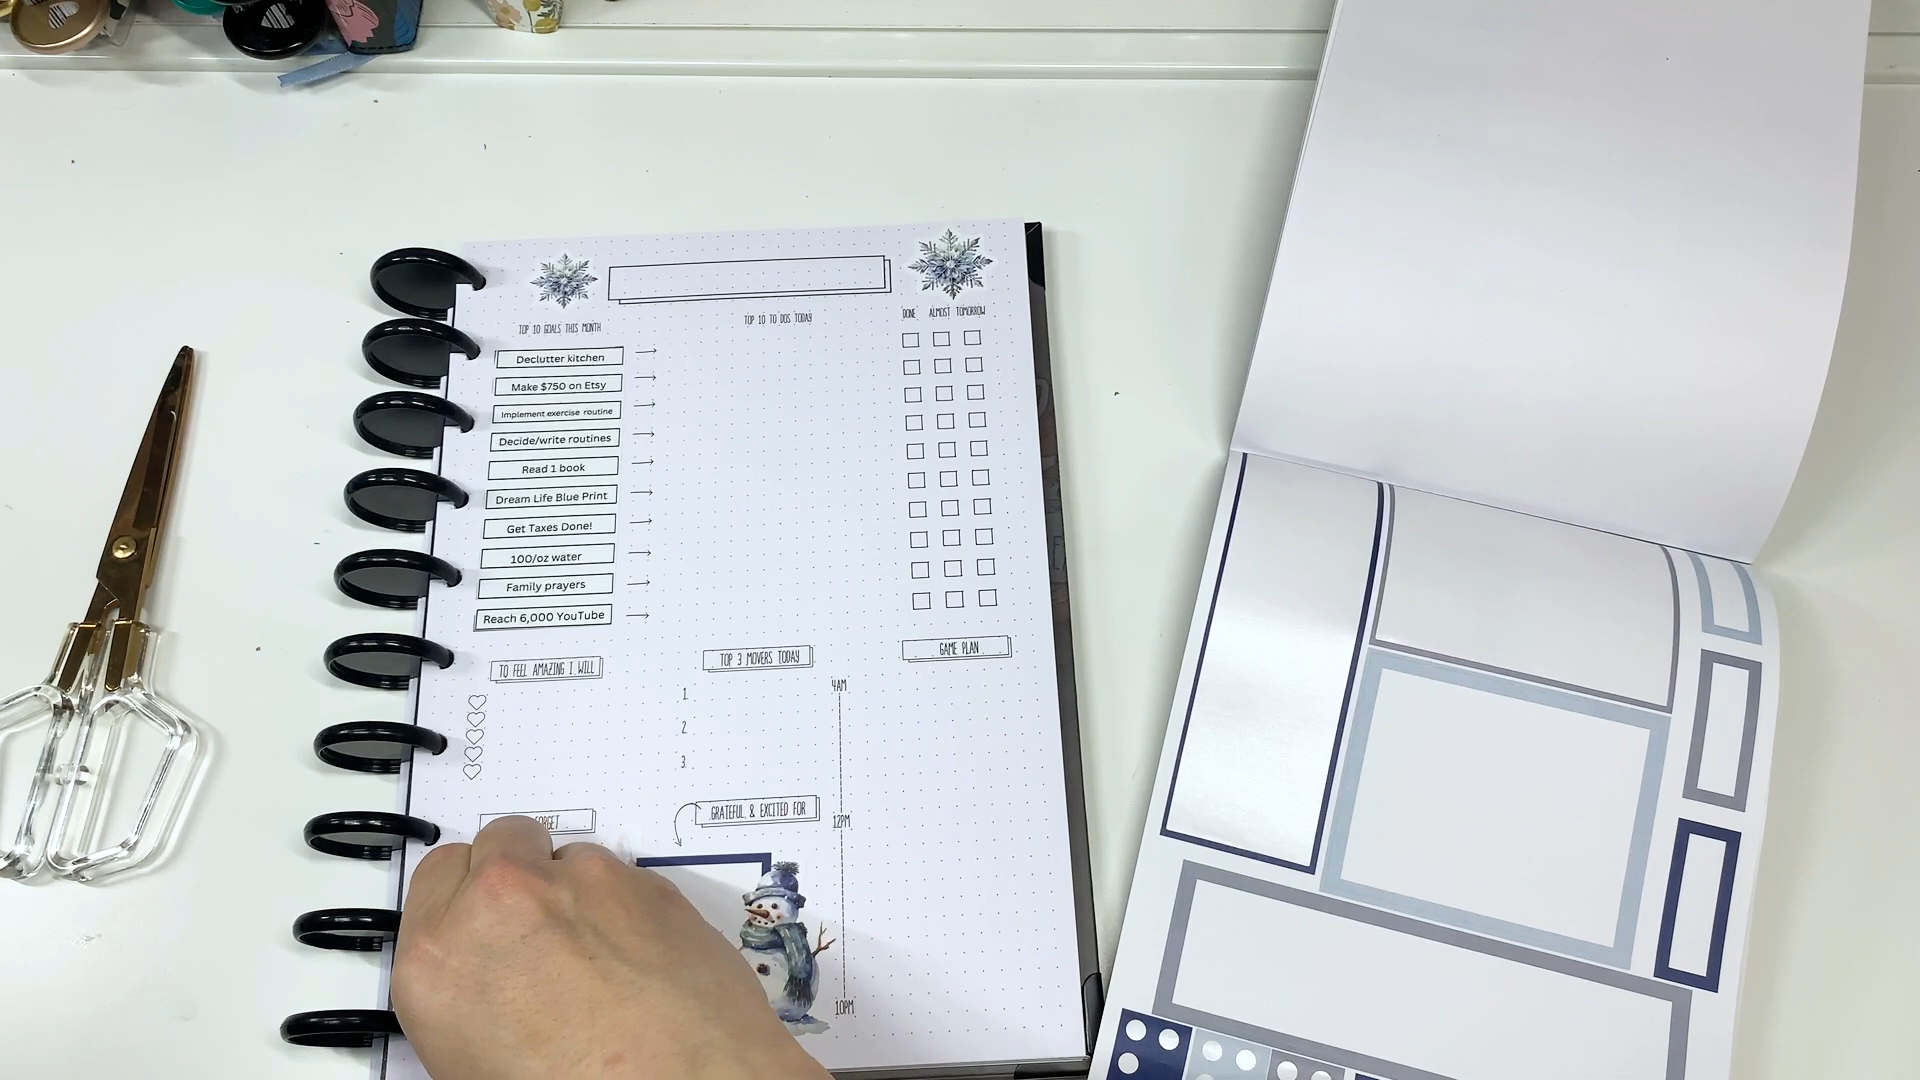 TOP 10 GOALS THIS MONTH
TOP 10 TO DOS TODAY
DONE ALMOST TOMORROW
Declutter kitchen
Make $750 on Etsy
Implement exercise routine
Decide/write routines
Read 1 book
Dream Life Blue Print
Get Taxes Done!
100/oz water
Family prayers
Reach 6,000 YouTube
TO FEEL AMAZING I WILL
TOP 3 MOVERS TODAY
GAME PLAN
1.
2.
3.
4AM
FORGET
GRATEFUL & EXCITED FOR
12PM
10PM